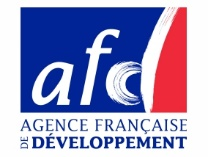 afd
AGENCE FRANÇAISE
DE DÉVELOPPEMENT